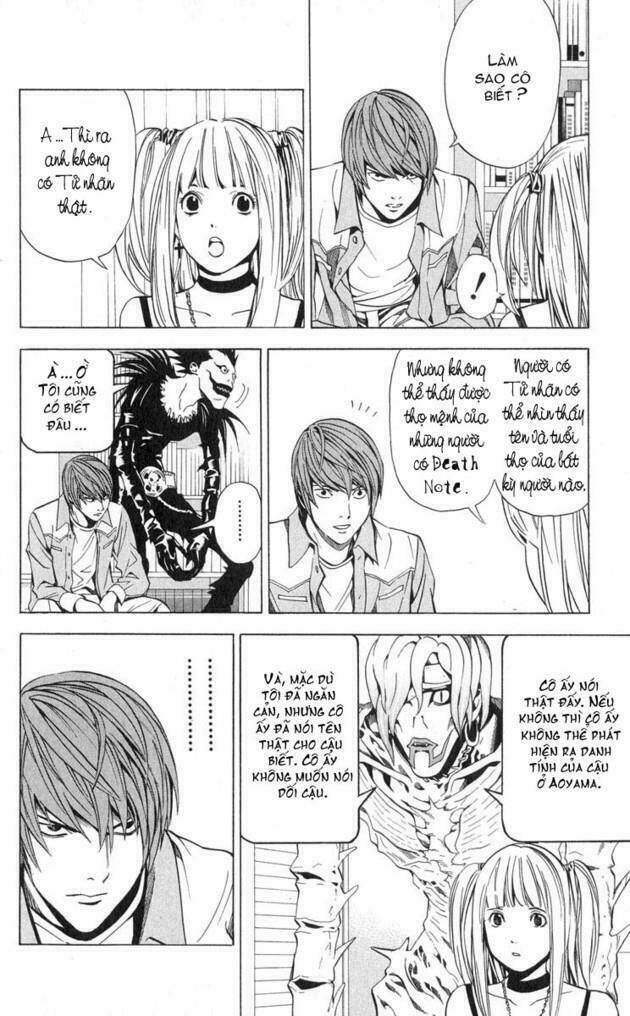 LÀM
SAO CÔ
BIẾT ?
!
A ...Thì ra
anh không
có Tử nhãn
thật.
Người có
Tử nhãn có
thể nhìn thấy
tên và tuổi
thọ của bất
kỳ người nào.
Nhưng không
thể thấy được
thọ mệnh của
những người
có Death
Note.
À ... Ờ
TÔI CŨNG
CÓ BIẾT
ĐÂU ...
........
CÔ ẤY NÓI
THẬT ĐẤY. NẾU
KHÔNG THÌ CÔ ẤY
KHÔNG THỂ PHÁT
HIỆN RA DANH
TÍNH CỦA CẬU
Ở AOYAMA.
VÀ, MẶC DÙ
TÔI ĐÃ NGĂN
CẢN, NHƯNG CÔ
ẤY ĐÃ NÓI TÊN
THẬT CHO CẬU
BIẾT. CÔ ẤY
KHÔNG MUỐN NÓI
DỐI CẬU.
..........